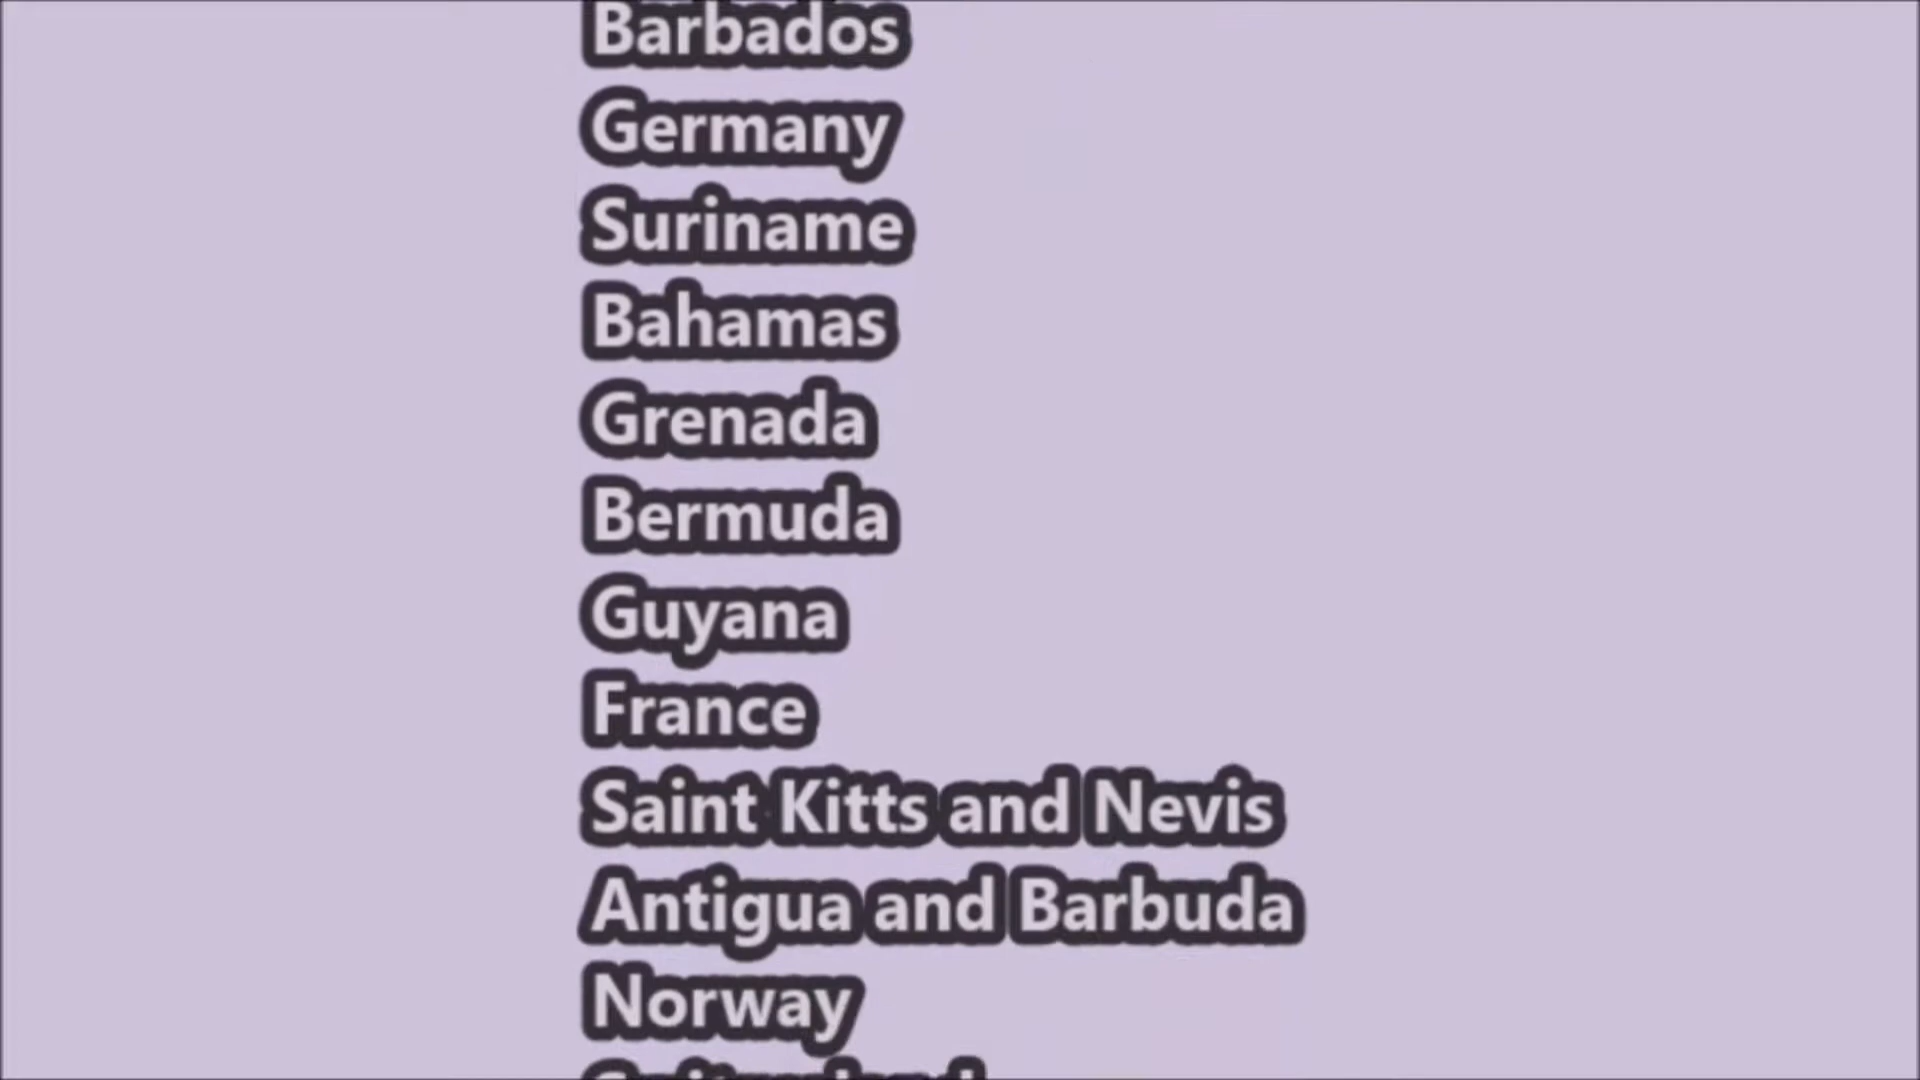 Barbados
Germany
Suriname
Bahamas
Grenada
Bermuda
Guyana
France
Saint Kitts and Nevis
Antigua and Barbuda
Norway